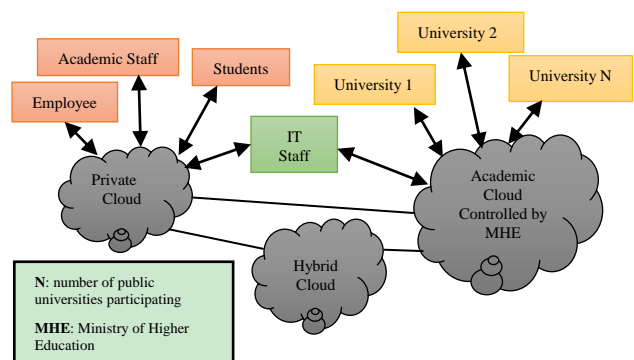 University 2
Academic Staff
Students
University N
University 1
Employee
IT
Staff
Private
Cloud
Academic
Cloud
Controlled by
MHE
Hybrid
Cloud
N: number of public
universities participating
MHE: Ministry of Higher
Education